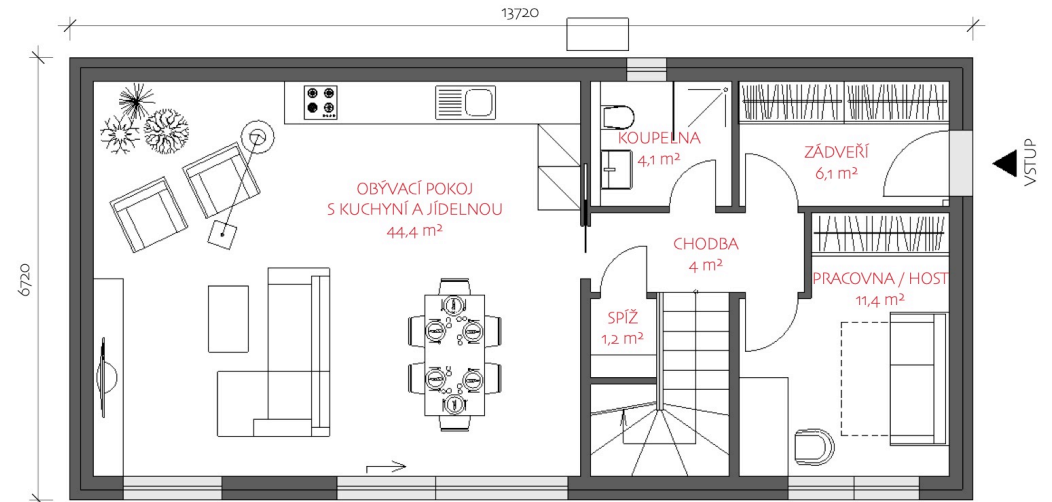 13720
KOUPELNA
4,1 m²
ZÁDVEŘÍ
6,1 m²
VSTUP
OBÝVACÍ POKOJ
S KUCHYNÍ A JÍDELNOU
44,4 m²
CHODBA
4 m²
6720
PRACOVNA / HOST
11,4 m²
SPÍŽ
1,2 m²